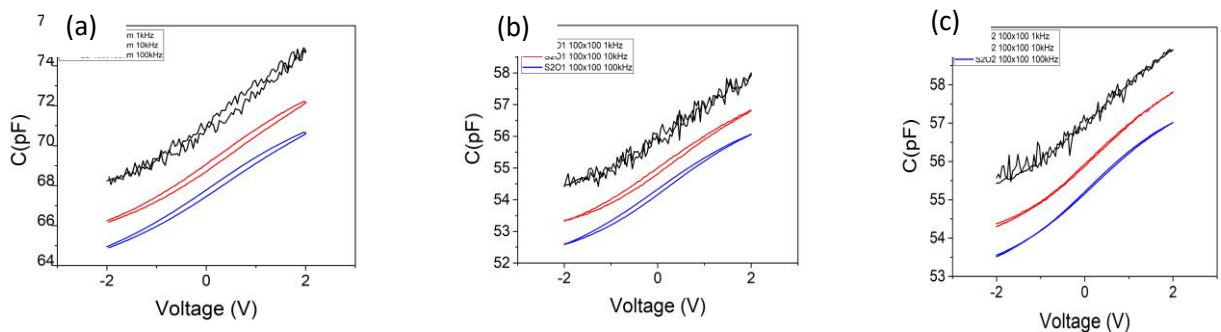 (a)
m 1kHz
m 10kHz
m 100kHz
7
74
72
70
68
66
64
C(pF)
-2 0 2
Voltage (V)
(b)
O1 100x100 1kHz
S2O1 100x100 10kHz
S2O1 100x100 100kHz
58
57
56
55
54
53
52
C(pF)
-2 0 2
Voltage (V)
(c)
2 100x100 1kHz
2 100x100 10kHz
S2O2 100x100 100kHz
58
57
56
55
54
53
C(pF)
-2 0 2
Voltage (V)